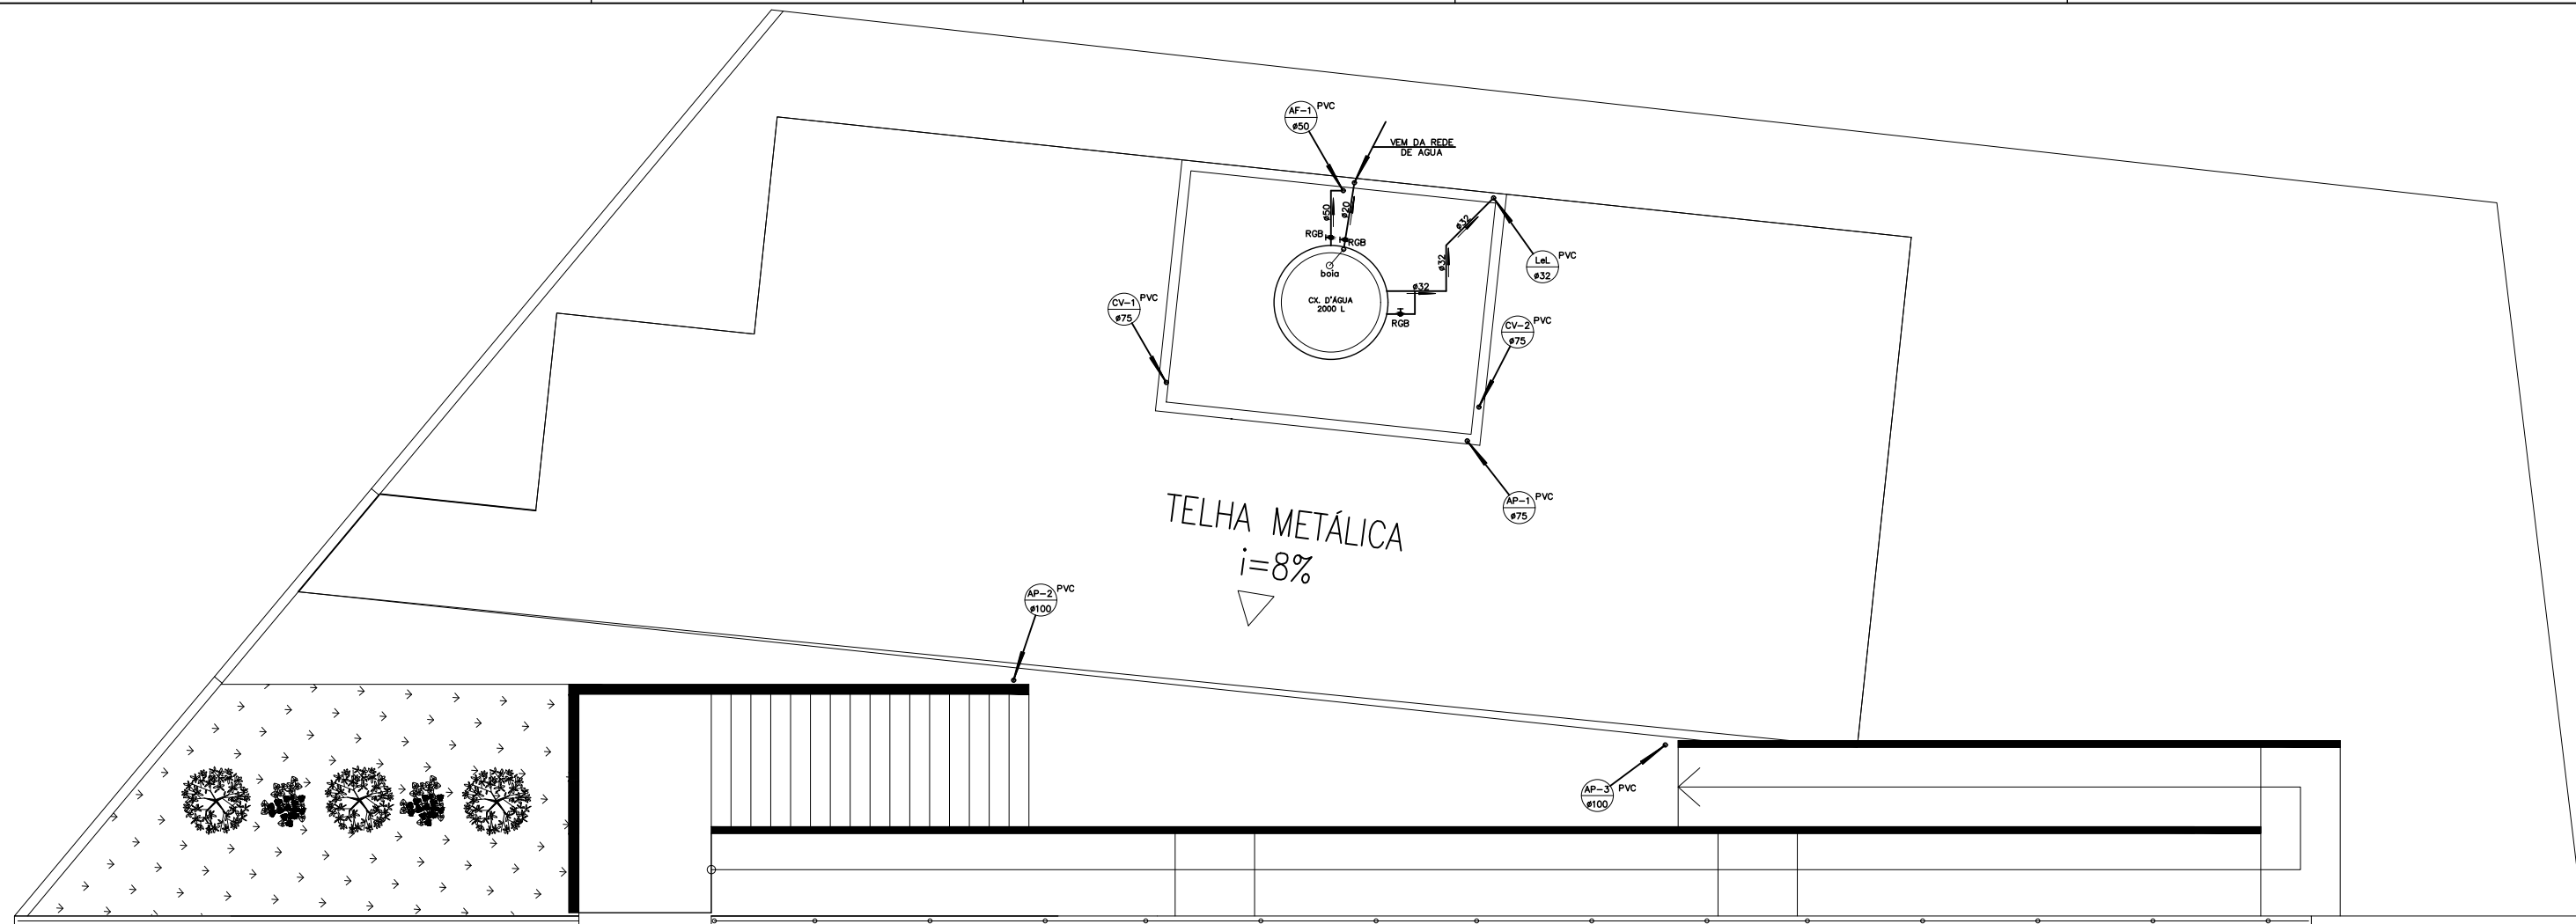 AF-1 PVC
ø50
VEM DA REDE
DE AGUA
ø50
ø20
RGB
RGB
boia
CX. D'ÁGUA
2000 L
ø32
ø32
ø32
RGB
LeL PVC
ø32
CV-1 PVC
ø75
CV-2 PVC
ø75
AP-1 PVC
ø75
TELHA METÁLICA
i=8%
AP-2 PVC
ø100
AP-3 PVC
ø100